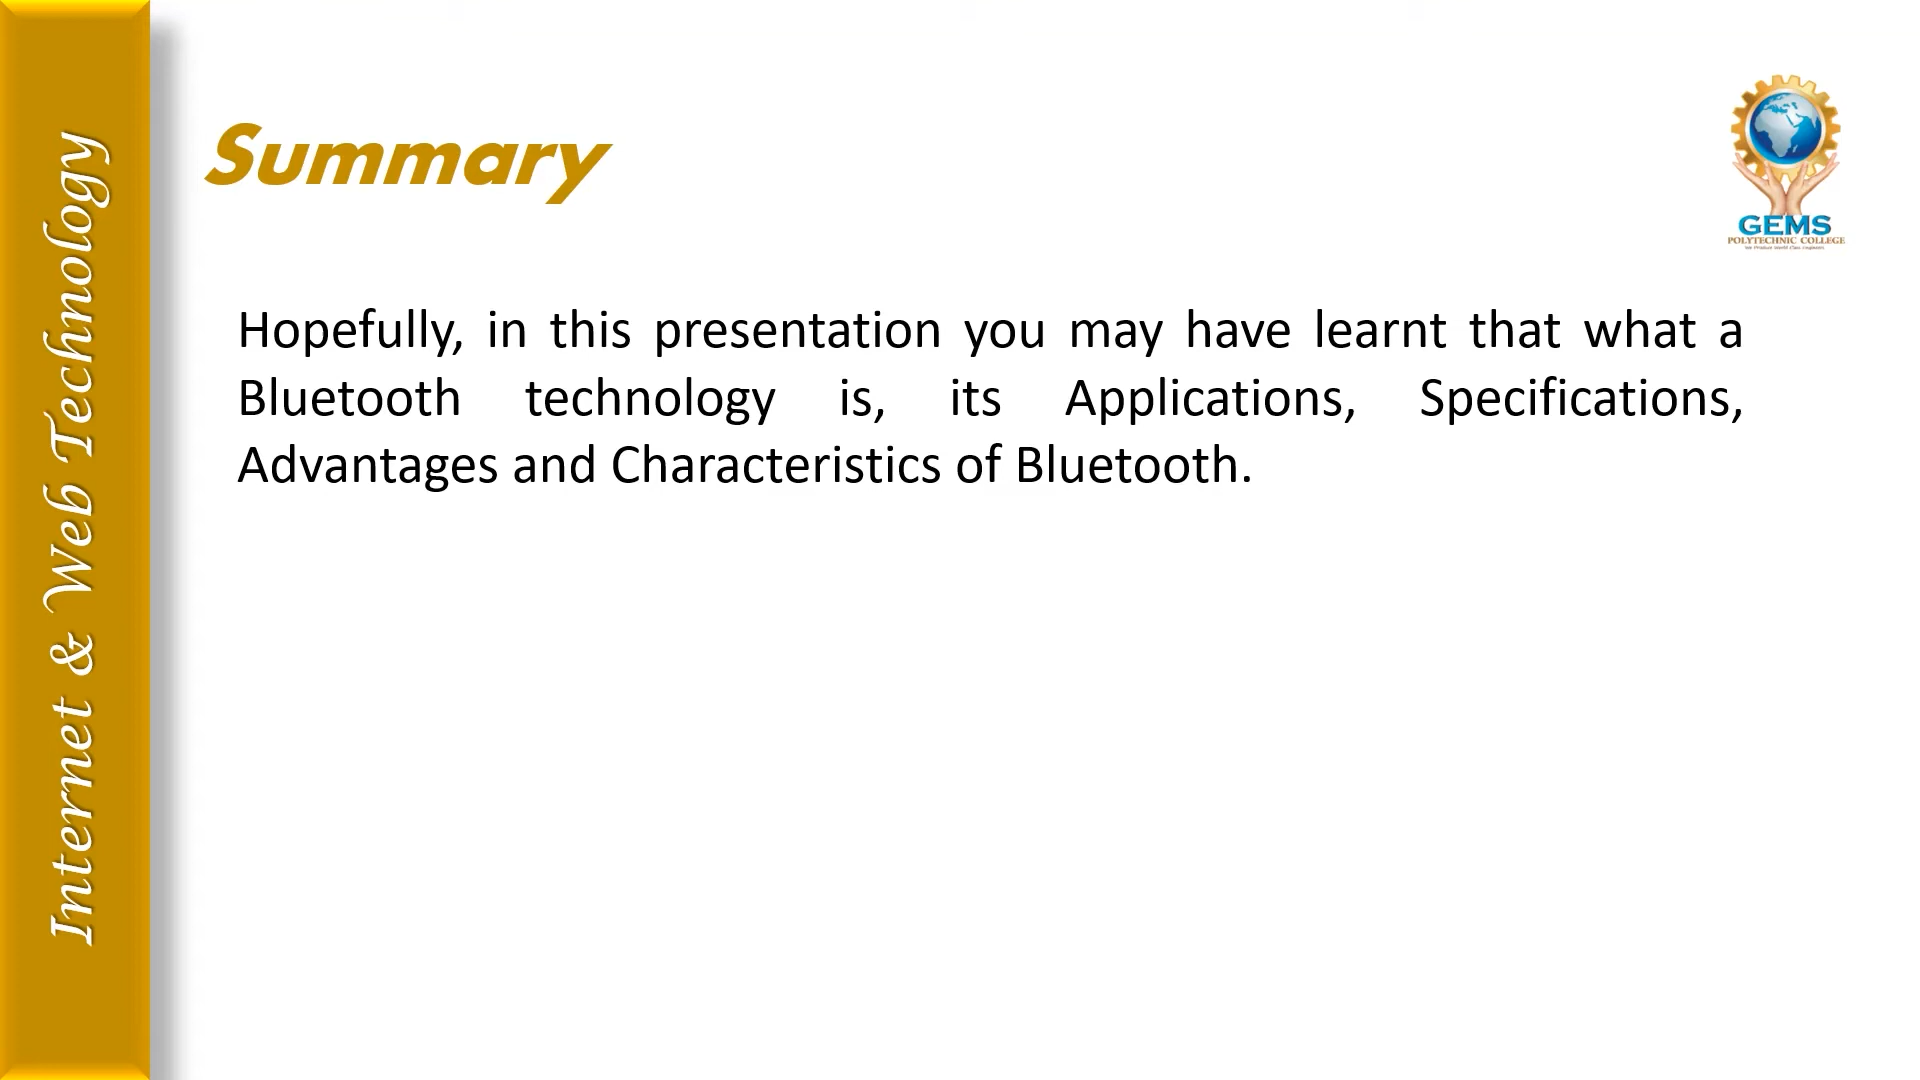 Internet & Web Technology
Summary
GEMS
POLYTECHNIC COLLEGE
Hopefully, in this presentation you may have learnt that what a
Bluetooth technology is, its Applications, Specifications,
Advantages and Characteristics of Bluetooth.